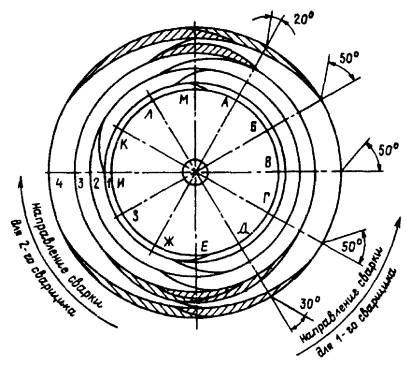 20°
50°
50°
50°
30°
М
А
Л
Б
К
В
4 3 2 1 И
З
Г
Ж
Е
Д
направление сварки
для 2-го сварщика
направление сварки
для 1-го сварщика